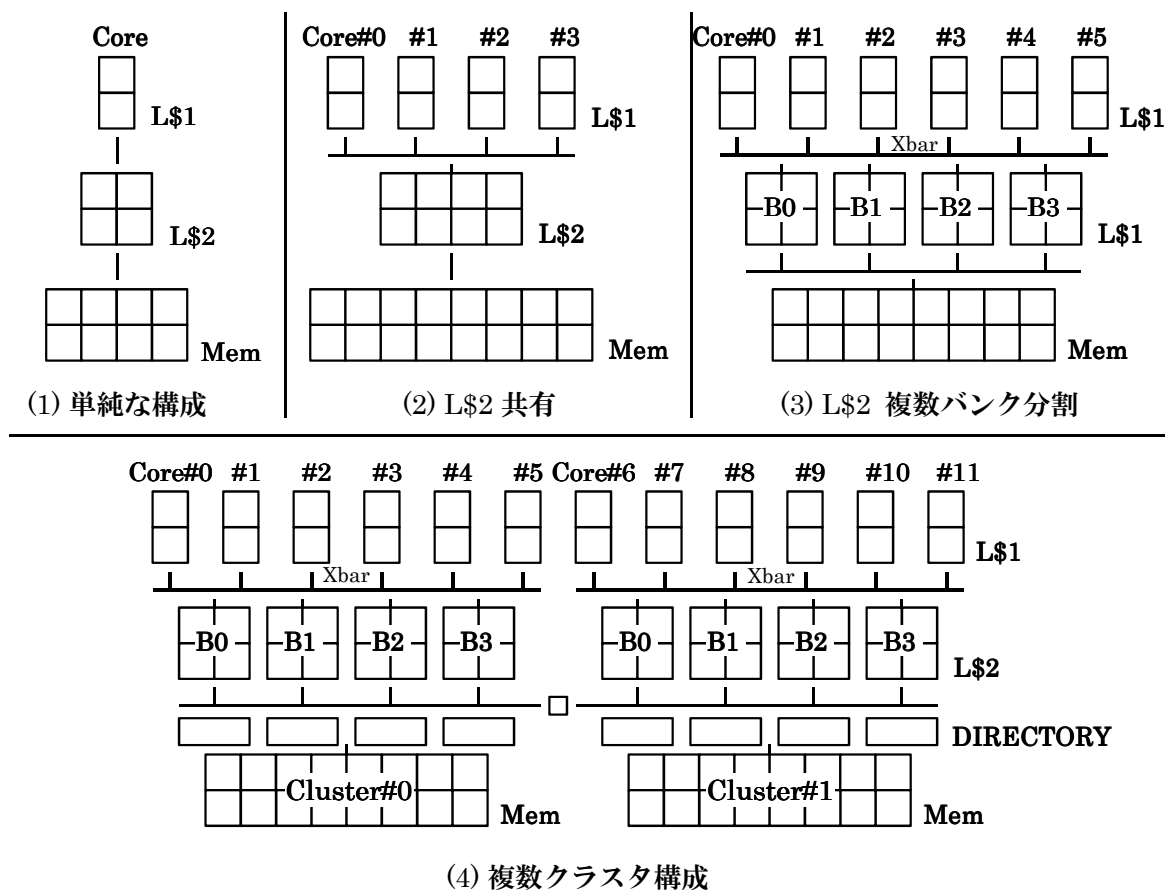 Core
L$1
L$2
Mem
(1) 単純な構成
Core#0 #1 #2 #3
L$1
L$2
Mem
(2) L$2 共有
Core#0 #1 #2 #3 #4 #5
L$1
Xbar
B0 B1 B2 B3
L$1
Mem
(3) L$2 複数バンク分割
Core#0 #1 #2 #3 #4 #5 Core#6 #7 #8 #9 #10 #11
L$1
Xbar Xbar
B0 B1 B2 B3 B0 B1 B2 B3
L$2
DIRECTORY
Cluster#0 Mem Cluster#1 Mem
(4) 複数クラスタ構成